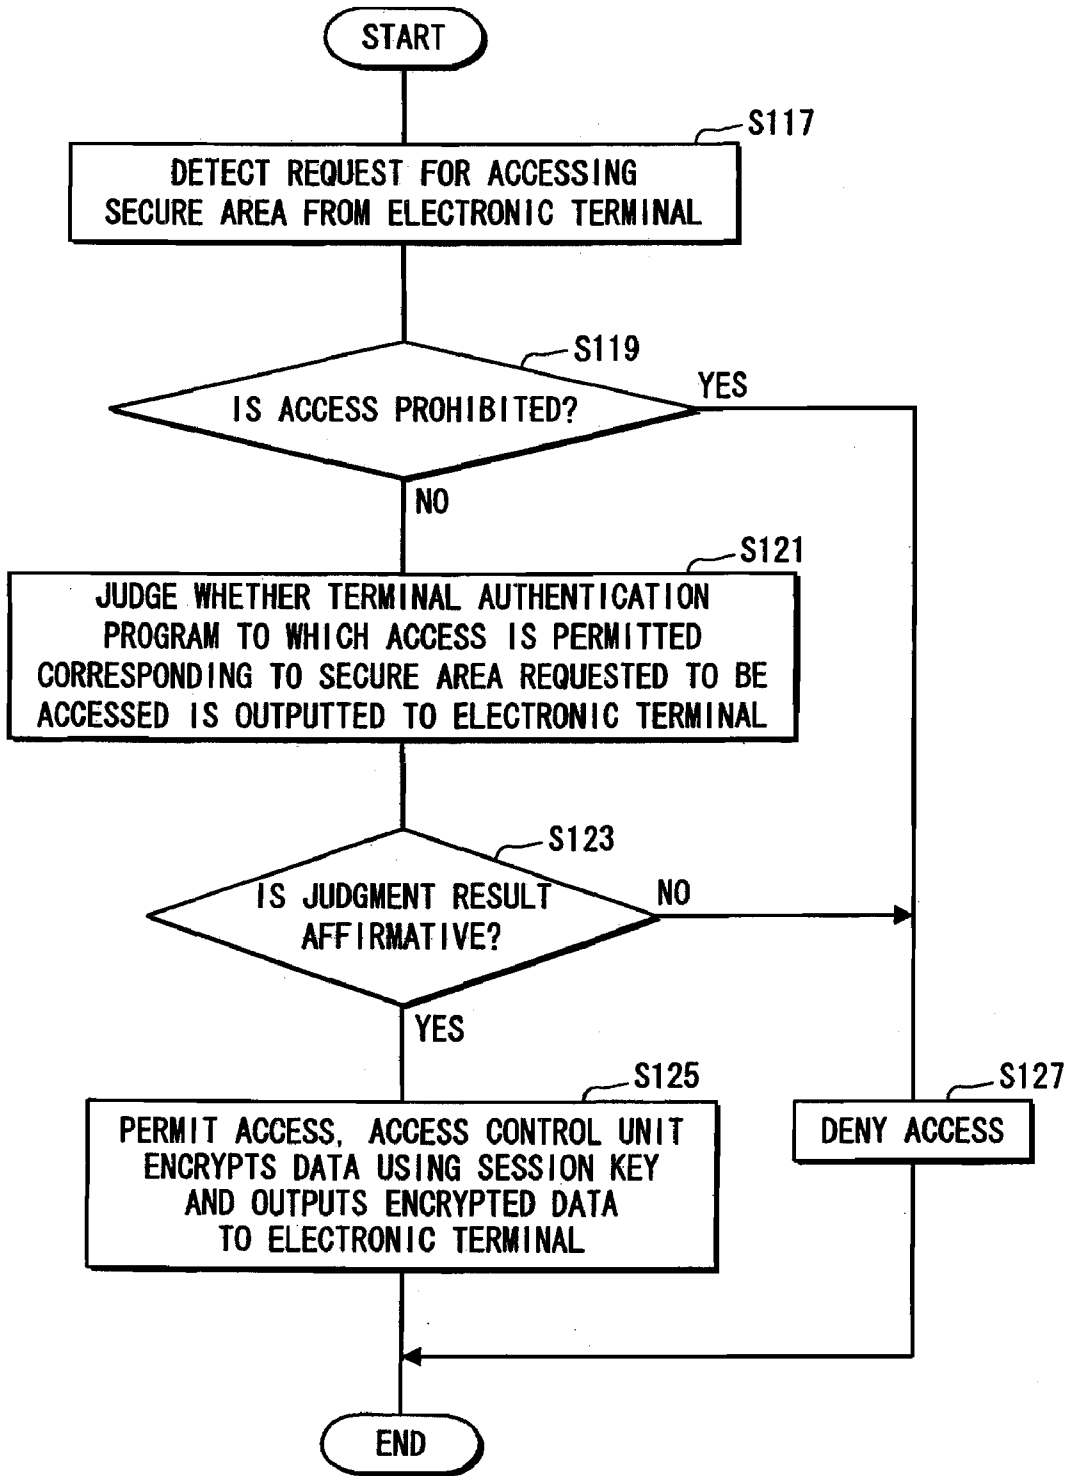 START
S117
DETECT REQUEST FOR ACCESSING
SECURE AREA FROM ELECTRONIC TERMINAL
S119
IS ACCESS PROHIBITED?
YES
NO
S121
JUDGE WHETHER TERMINAL AUTHENTICATION
PROGRAM TO WHICH ACCESS IS PERMITTED
CORRESPONDING TO SECURE AREA REQUESTED TO BE
ACCESSED IS OUTPUTTED TO ELECTRONIC TERMINAL
S123
IS JUDGMENT RESULT
AFFIRMATIVE?
NO
YES
S125
PERMIT ACCESS, ACCESS CONTROL UNIT
ENCRYPTS DATA USING SESSION KEY
AND OUTPUTS ENCRYPTED DATA
TO ELECTRONIC TERMINAL
S127
DENY ACCESS
END